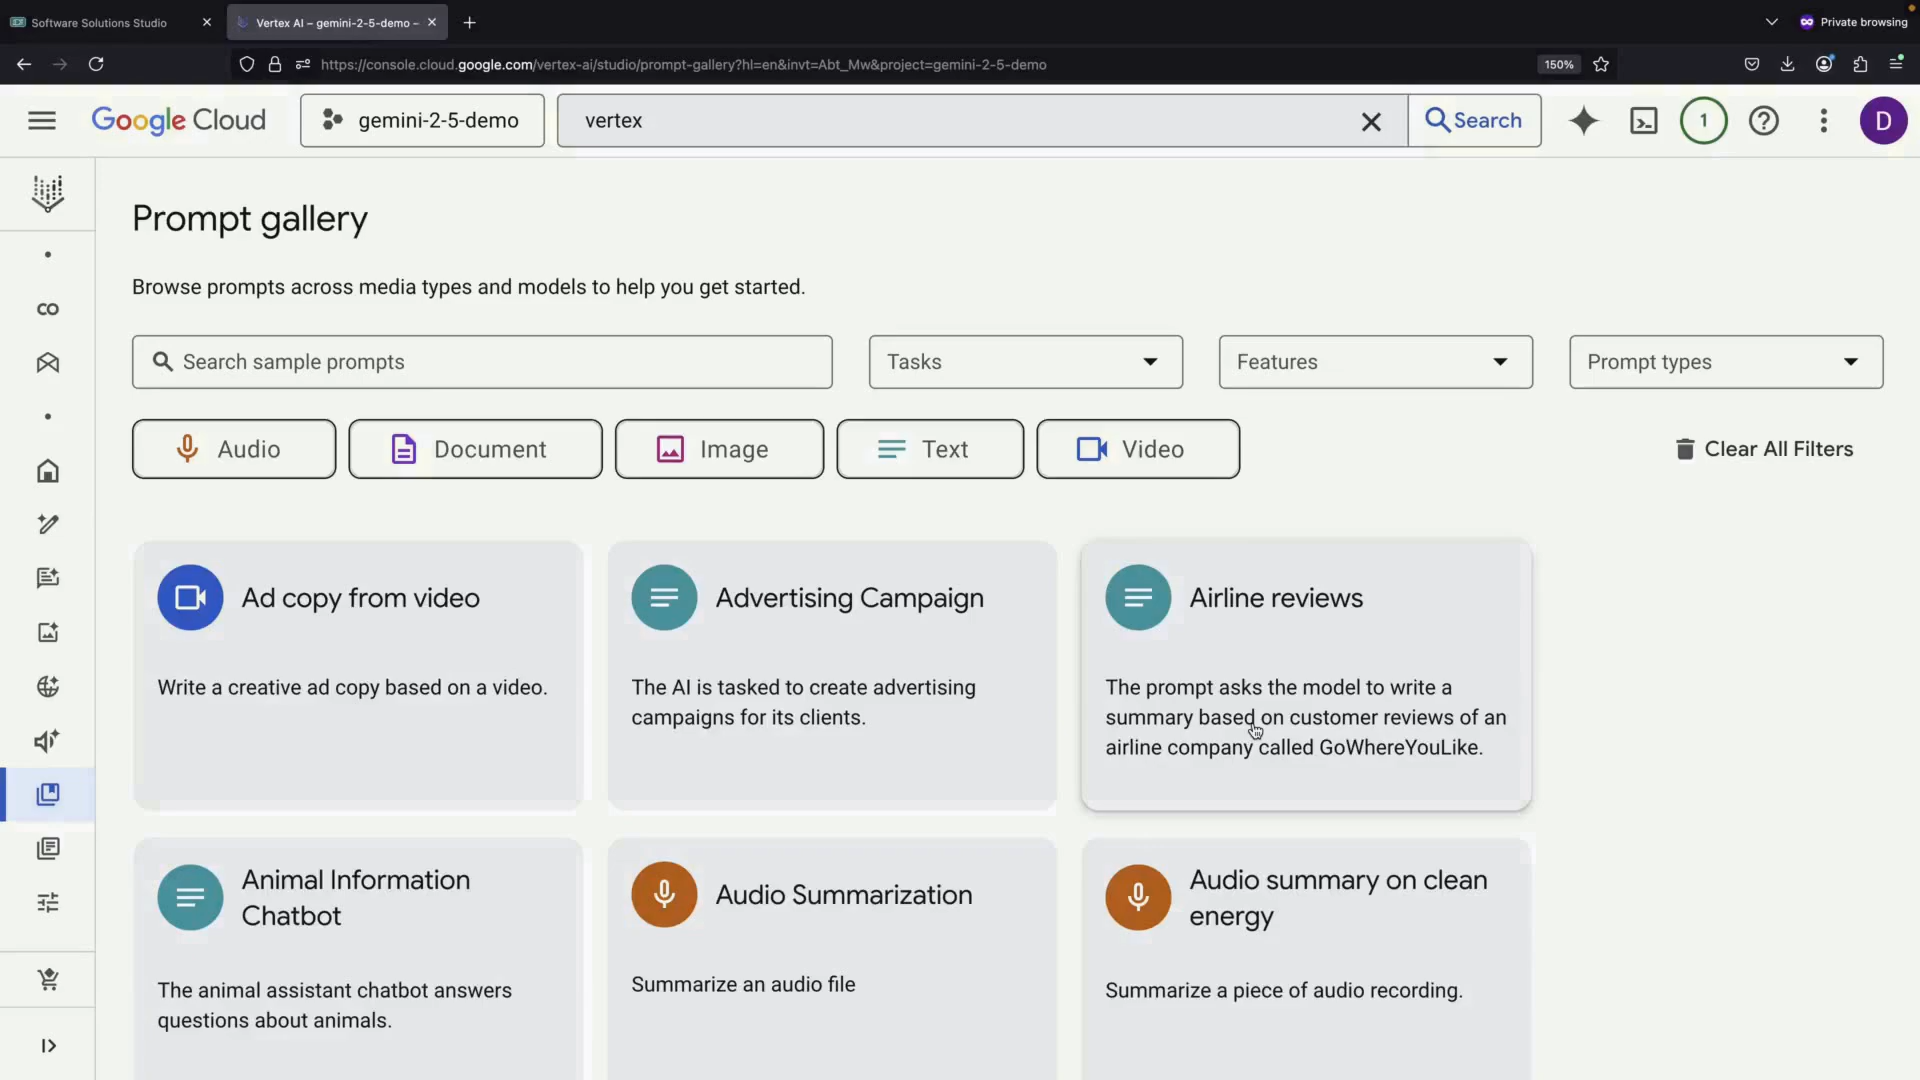 Software Solutions Studio
Vertex AI – gemini-2-5-demo –
Private browsing
https://console.cloud.google.com/vertex-ai/studio/prompt-gallery?hl=en&invt=Abt_Mw&project=gemini-2-5-demo
150%
Google Cloud
gemini-2-5-demo
vertex
Search
1
D
Prompt gallery
Browse prompts across media types and models to help you get started.
Search sample prompts
Tasks
Features
Prompt types
Audio
Document
Image
Text
Video
Clear All Filters
Ad copy from video
Write a creative ad copy based on a video.
Advertising Campaign
The AI is tasked to create advertising
campaigns for its clients.
Airline reviews
The prompt asks the model to write a
summary based on customer reviews of an
airline company called GoWhereYouLike.
Animal Information
Chatbot
The animal assistant chatbot answers
questions about animals.
Audio Summarization
Summarize an audio file
Audio summary on clean
energy
Summarize a piece of audio recording.